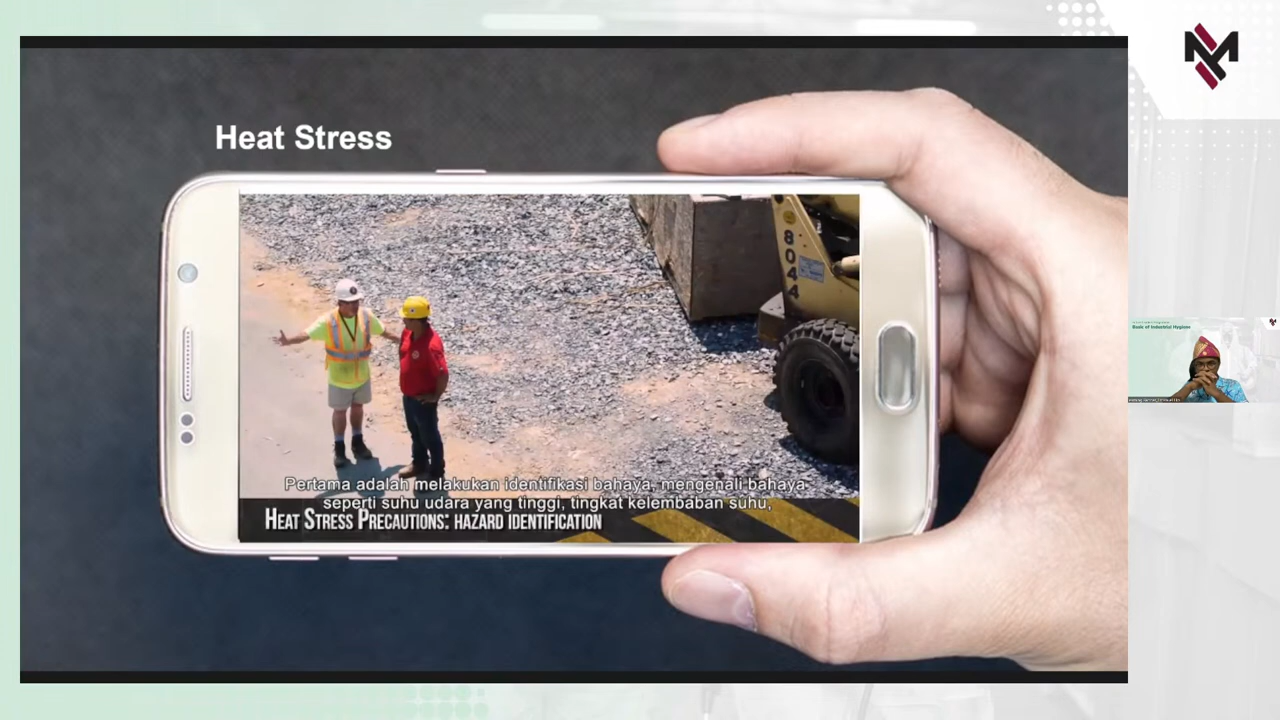 Heat Stress
8044
Pertama adalah melakukan identifikasi bahaya, mengenali bahaya
seperti suhu udara yang tinggi, tingkat kelembaban suhu,
HEAT STRESS PRECAUTIONS: HAZARD IDENTIFICATION
Basic of Industrial Hygiene